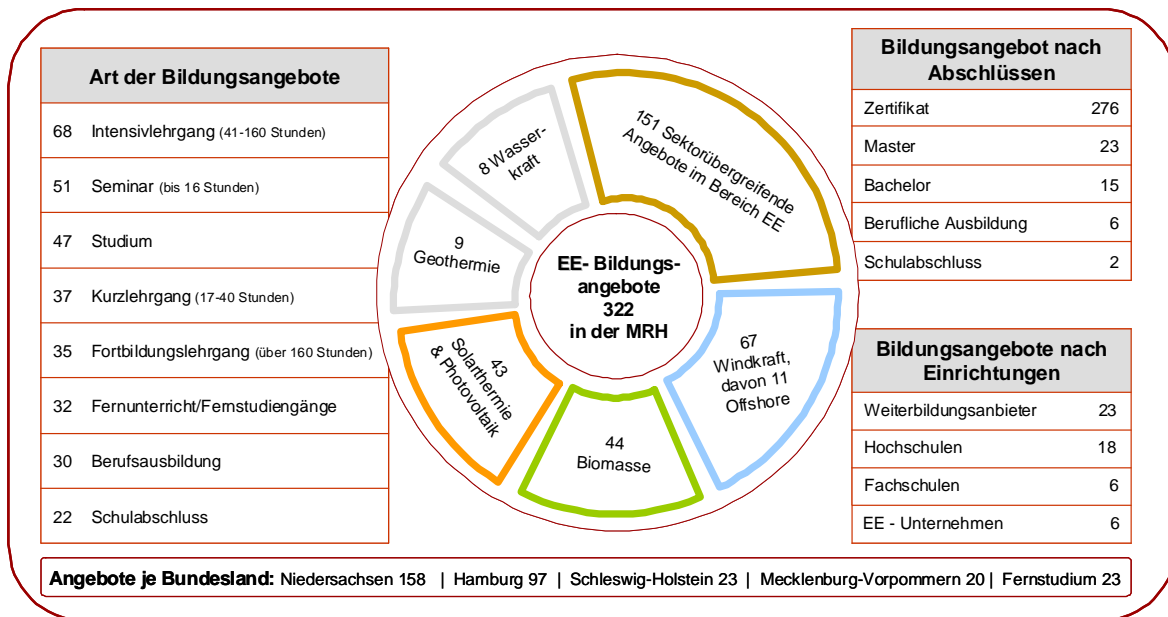 Art der Bildungsangebote
68 Intensivlehrgang (41-160 Stunden)
51 Seminar (bis 16 Stunden)
47 Studium
37 Kurzlehrgang (17-40 Stunden)
35 Fortbildungslehrgang (über 160 Stunden)
32 Fernunterricht/Fernstudiengänge
30 Berufsausbildung
22 Schulabschluss
8 Wasser-
kraft
151 Sektorübergreifende
Angebote im Bereich EE
9
Geothermie
EE- Bildungs-
angebote
322
in der MRH
43
Solarthermie
& Photovoltaik
67
Windkraft,
davon 11
Offshore
44
Biomasse
Bildungsangebot nach
Abschlüssen
Zertifikat 276
Master 23
Bachelor 15
Berufliche Ausbildung 6
Schulabschluss 2
Bildungsangebote nach
Einrichtungen
Weiterbildungsanbieter 23
Hochschulen 18
Fachschulen 6
EE - Unternehmen 6
Angebote je Bundesland: Niedersachsen 158 | Hamburg 97 | Schleswig-Holstein 23 | Mecklenburg-Vorpommern 20 | Fernstudium 23